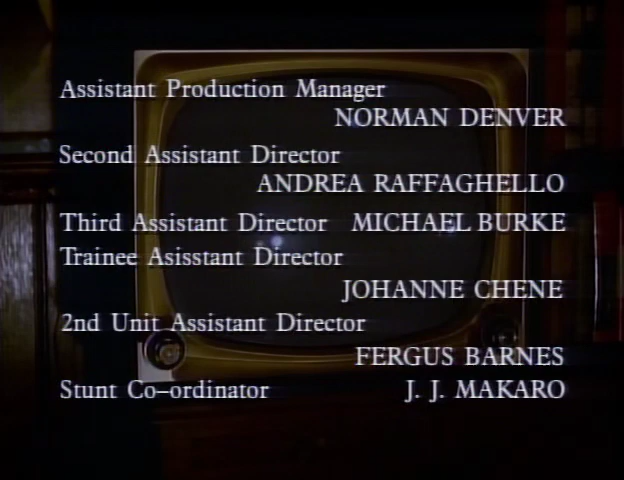 Assistant Production Manager
NORMAN DENVER
Second Assistant Director
ANDREA RAFFAGHELLO
Third Assistant Director MICHAEL BURKE
Trainee Asisstant Director
JOHANNE CHENE
2nd Unit Assistant Director
FERGUS BARNES
Stunt Co-ordinator J. J. MAKARO